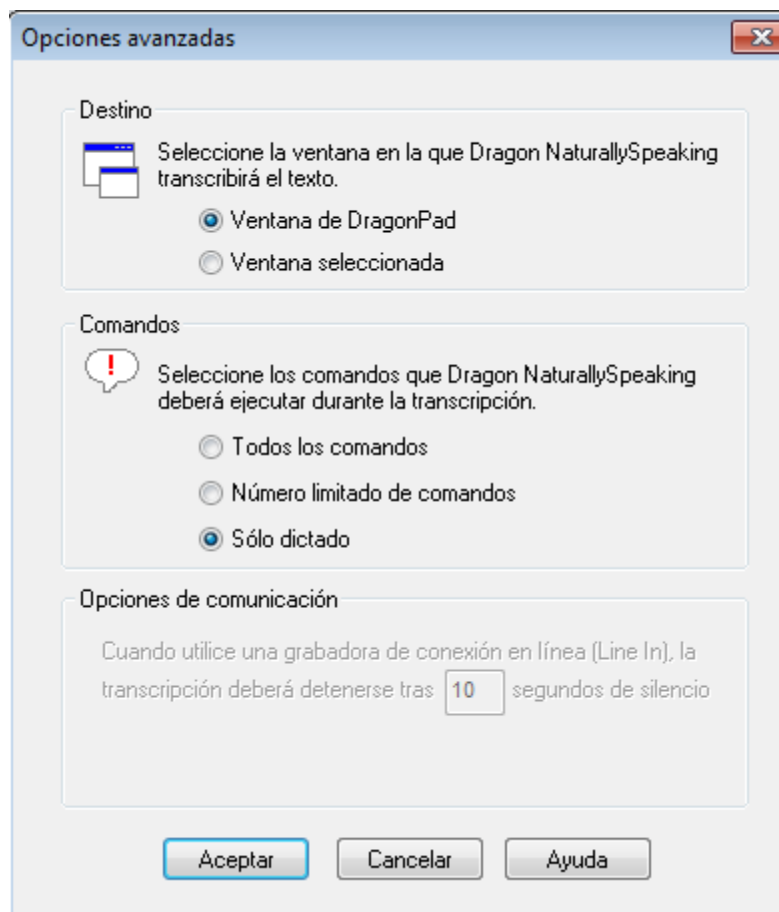 Opciones avanzadas
Destino
Seleccione la ventana en la que Dragon NaturallySpeaking
transcribirá el texto.
Ventana de DragonPad
Ventana seleccionada
Comandos
!
Seleccione los comandos que Dragon NaturallySpeaking
deberá ejecutar durante la transcripción.
Todos los comandos
Número limitado de comandos
Sólo dictado
Opciones de comunicación
Cuando utilice una grabadora de conexión en línea (Line In), la
transcripción deberá detenerse tras 10 segundos de silencio
Aceptar Cancelar Ayuda